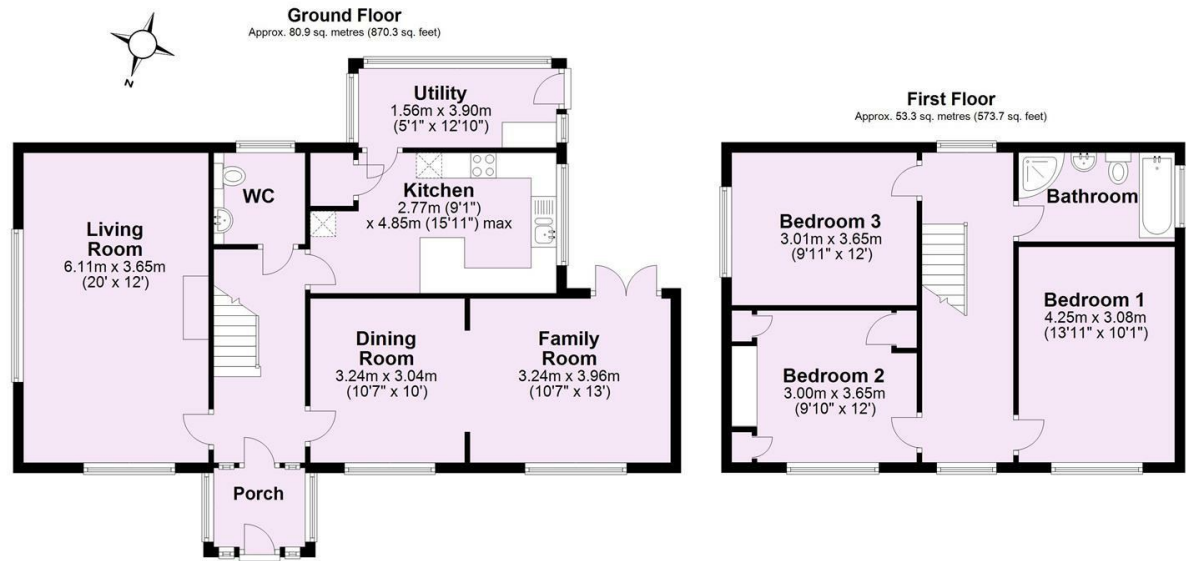 Ground Floor
Approx. 80.9 sq. metres (870.3 sq. feet)
N
Utility
1.56m x 3.90m
(5'1" x 12'10")
WC
Kitchen
2.77m (9'1")
x 4.85m (15'11") max
Living
Room
6.11m x 3.65m
(20' x 12')
Dining
Room
3.24m x 3.04m
(10'7" x 10')
Family
Room
3.24m x 3.96m
(10'7" x 13')
Porch
First Floor
Approx. 53.3 sq. metres (573.7 sq. feet)
Bedroom 3
3.01m x 3.65m
(9'11" x 12')
Bathroom
Bedroom 1
4.25m x 3.08m
(13'11" x 10'1")
Bedroom 2
3.00m x 3.65m
(9'10" x 12')